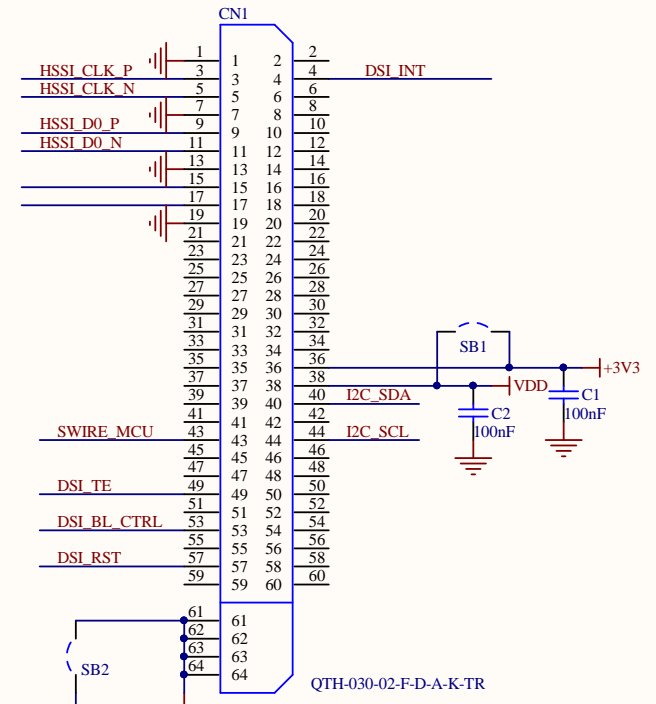 CN1
1 1 2 2
HSSI_CLK_P 3 3 4 4 DSI_INT
HSSI_CLK_N 5 5 6 6
7 7 8 8
HSSI_D0_P 9 9 10 10
HSSI_D0_N 11 11 12 12
13 13 14 14
15 15 16 16
17 17 18 18
19 19 20 20
21 21 22 22
23 23 24 24
25 25 26 26
27 27 28 28
29 29 30 30
31 31 32 32
33 33 34 34
SB1
35 35 36 36 +3V3
37 37 38 38 VDD C1
39 39 40 40 I2C_SDA
C2 100nF
41 41 42 42
SWIRE_MCU 43 43 44 44 I2C_SCL 100nF
45 45 46 46
47 47 48 48
DSI_TE 49 49 50 50
51 51 52 52
DSI_BL_CTRL 53 53 54 54
55 55 56 56
DSI_RST 57 57 58 58
59 59 60 60
61 61
62 62
63 63
SB2 64 64
QTH-030-02-F-D-A-K-TR